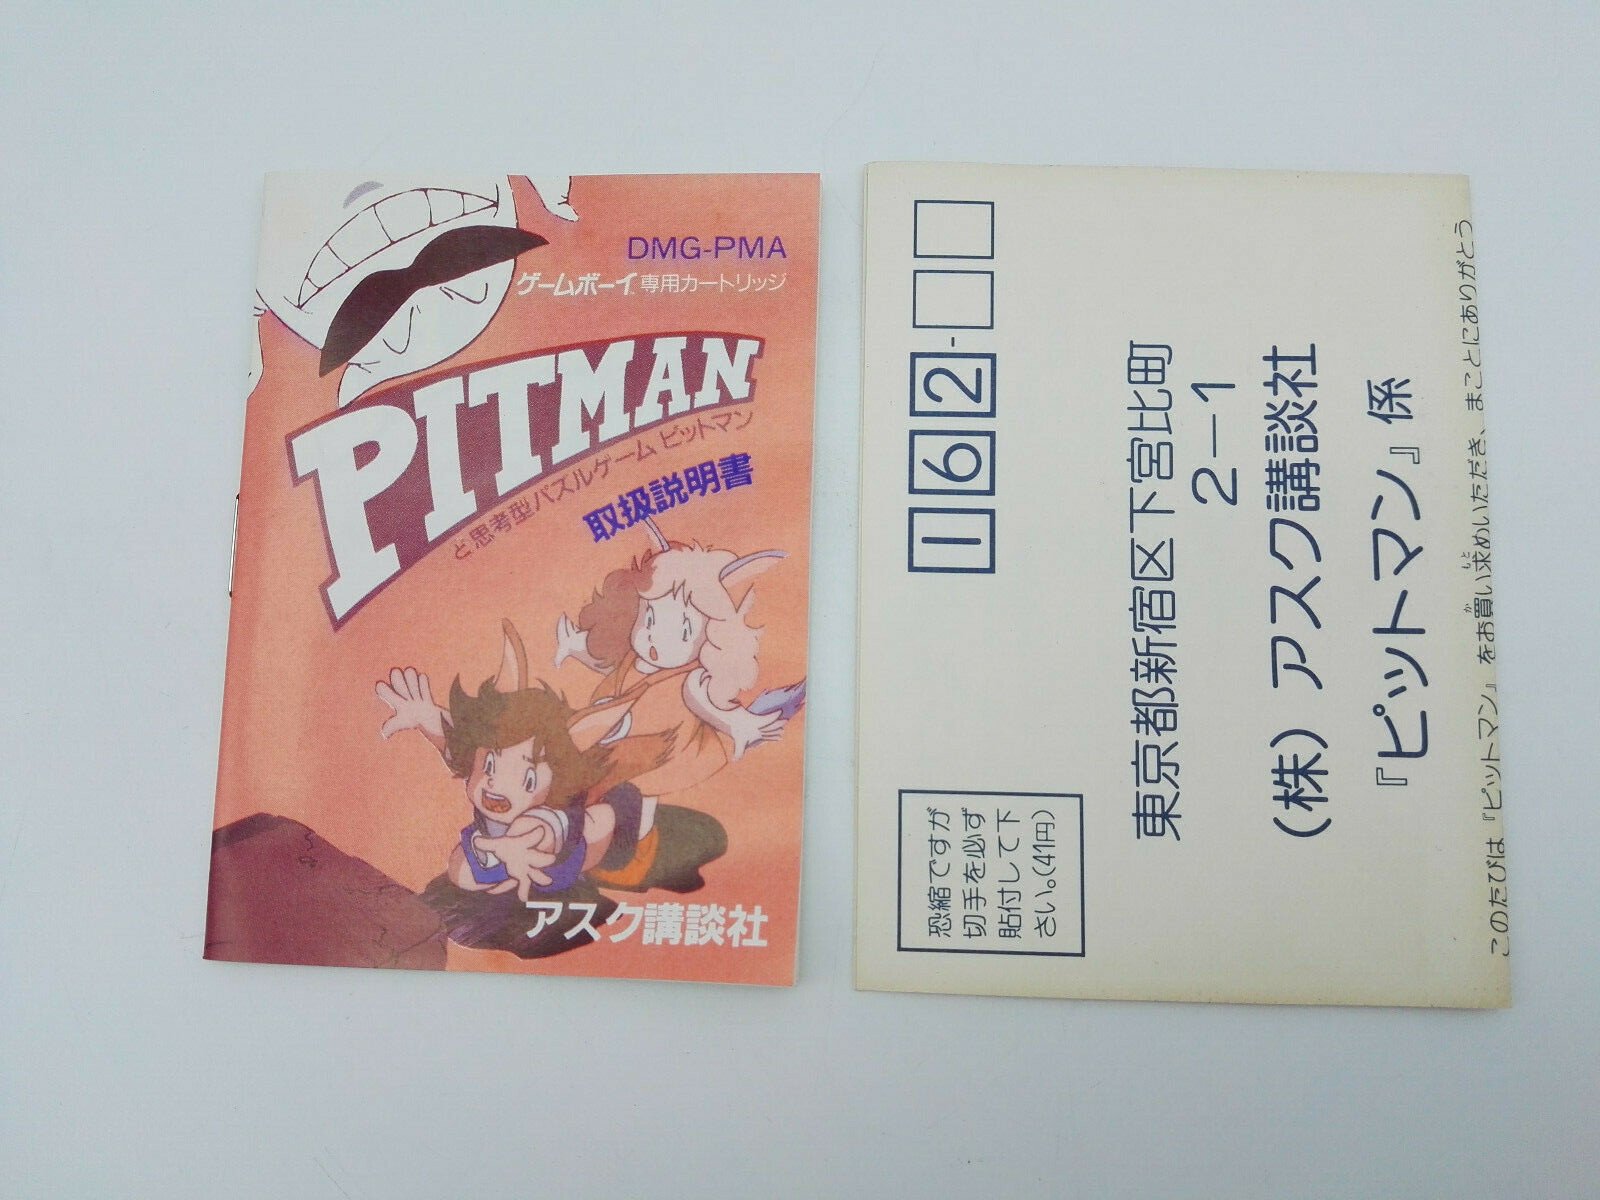 DMG-PMA
ゲームボーイ専用カートリッジ
PITMAN
ど思考型パズルゲーム ピットマン
取扱説明書
アスク講談社
162-
東京都新宿区下宮比町
2-1
(株)アスク講談社
『ピットマン』係
恐縮ですが
切手を必ず
貼付して下
さい。(41円)
このたびは『ピットマン』をお買い求めいただき、まことにありがとう